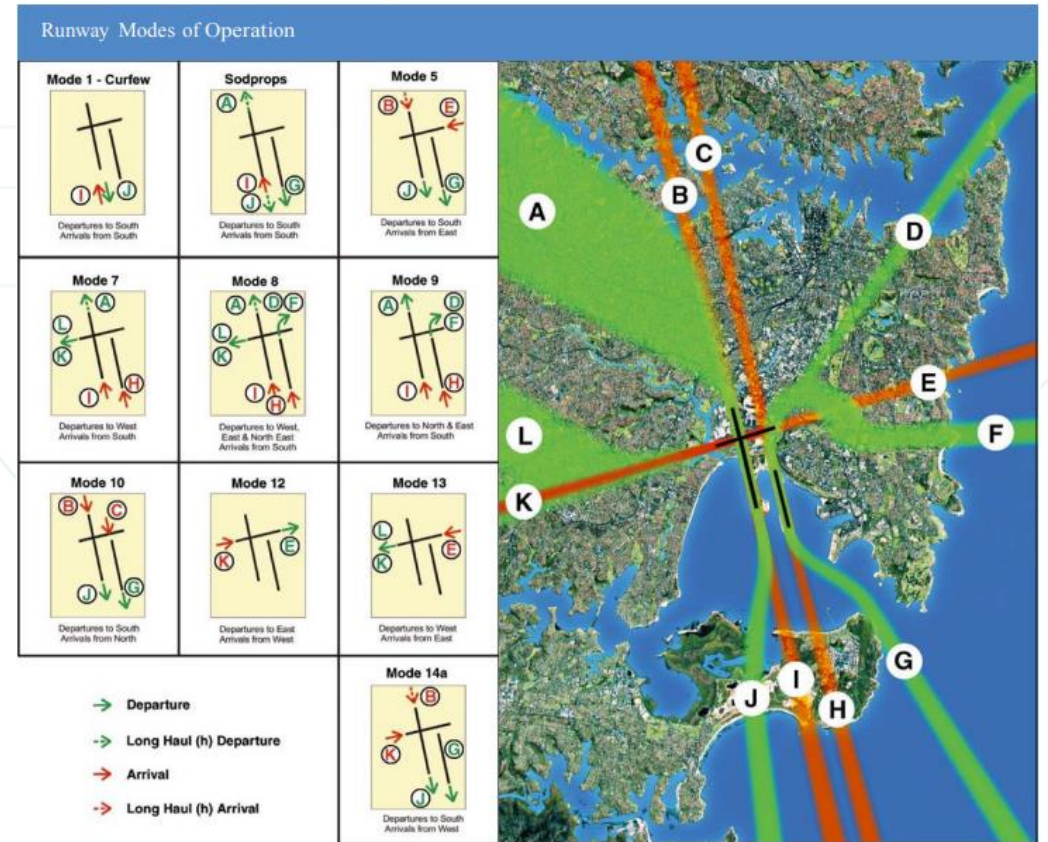 Runway Modes of Operation
Mode 1 - Curfew
I
J
Departures to South
Arrivals from South
Sodprops
A
I
J
G
Departures to South
Arrivals from South
Mode 5
B
E
J
G
Departures to South
Arrivals from East
Mode 7
A
L
K
I
H
Departures to West
Arrivals from South
Mode 8
A
D
F
L
K
I
H
Departures to West,
East & North East
Arrivals from South
Mode 9
A
D
F
I
H
Departures to North & East
Arrivals from South
Mode 10
B
C
J
G
Departures to South
Arrivals from North
Mode 12
K
E
Departures to East
Arrivals from West
Mode 13
L
K
E
Departures to West
Arrivals from East
Mode 14a
B
K
G
J
Departures to South
Arrivals from West
Departure
Long Haul (h) Departure
Arrival
Long Haul (h) Arrival
C
B
A
D
E
F
L
K
G
I
J
H